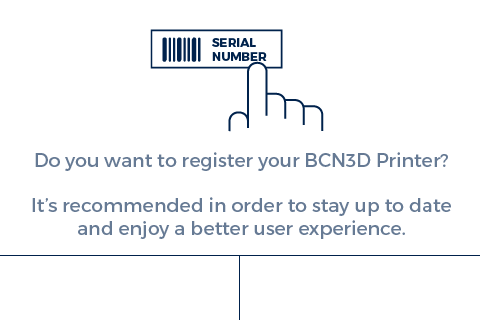 SERIAL
NUMBER
Do you want to register your BCN3D Printer?
It’s recommended in order to stay up to date
and enjoy a better user experience.